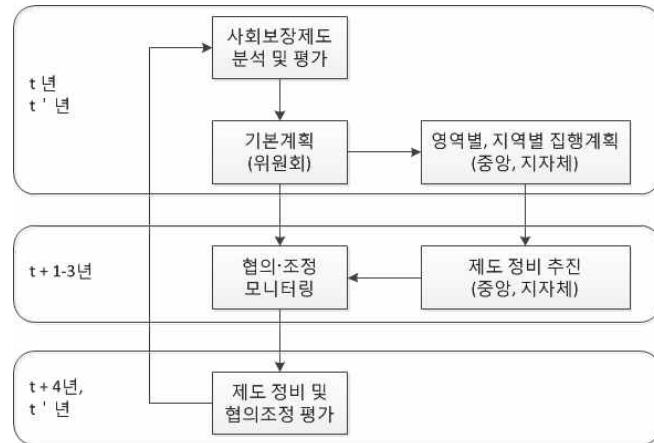 사회보장제도
분석 및 평가
t 년
t ' 년
기본계획
(위원회)
영역별, 지역별 집행계획
(중앙, 지자체)
t + 1-3년
협의·조정
모니터링
제도 정비 추진
(중앙, 지자체)
t + 4년,
t ' 년
제도 정비 및
협의조정 평가